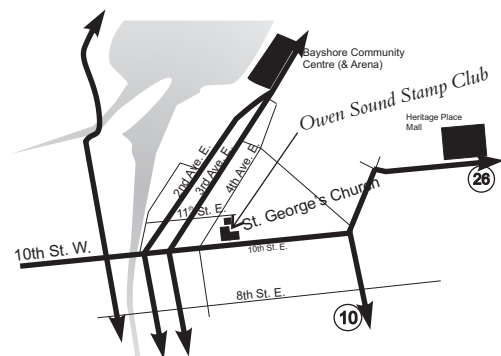 Bayshore Community
Centre (& Arena)
Owen Sound Stamp Club
Heritage Place
Mall
2nd Ave. E.
3rd Ave. E.
4th Ave. E.
26
11th St. E.
St. George's Church
10th St. W.
10th St. E.
8th St. E.
10